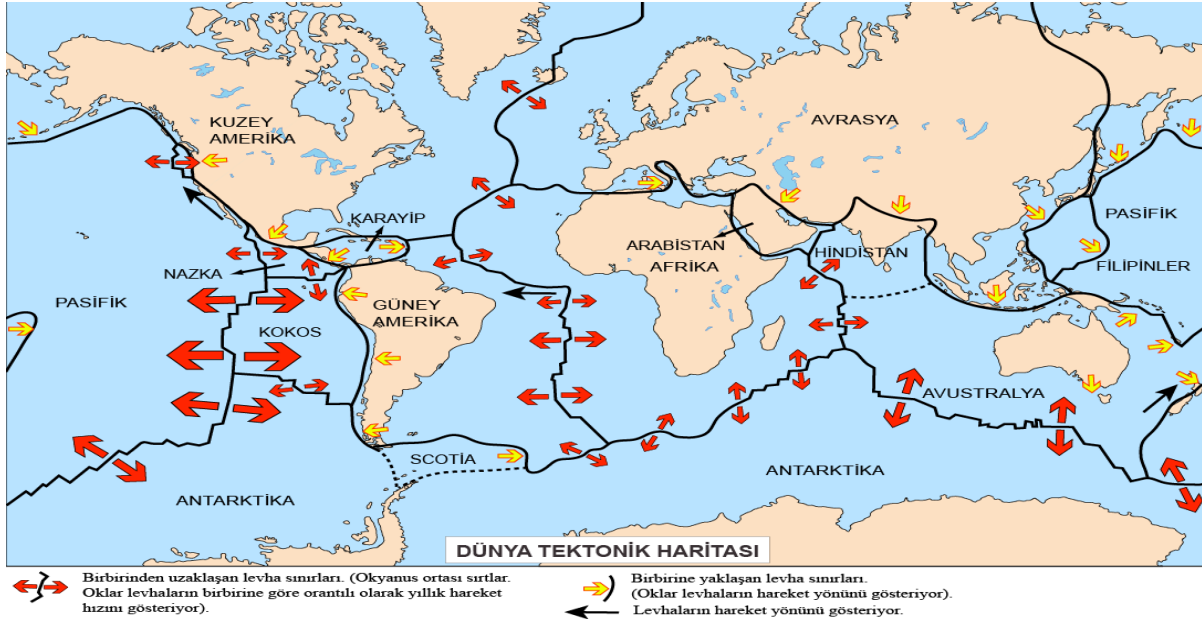 KUZEY
AMERİKA
AVRASYA
KARAYİP
PASİFİK
ARABİSTAN
HİNDİSTAN
AFRİKA
FİLİPİNLER
NAZKA
PASİFİK
GÜNEY
AMERİKA
KOKOS
AVUSTRALYA
SCOTİA
ANTARKTİKA
ANTARKTİKA
DÜNYA TEKTONİK HARİTASI
Birbirinden uzaklaşan levha sınırları. (Okyanus ortası sırtlar.
Oklar levhaların birbirine göre orantılı olarak yıllık hareket
hızını gösteriyor).
Birbirine yaklaşan levha sınırları.
(Oklar levhaların hareket yönünü gösteriyor).
Levhaların hareket yönünü gösteriyor.